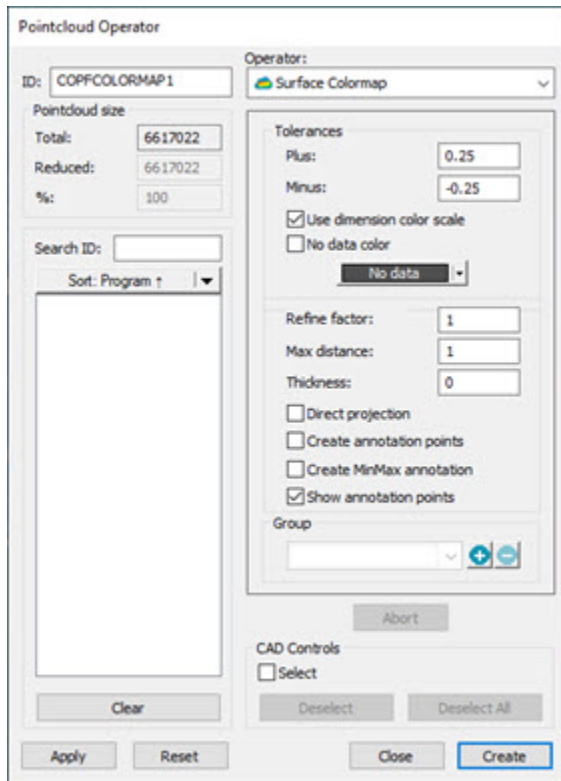 Pointcloud Operator
ID: COPFCOLORMAP1
Operator:
Surface Colormap
Pointcloud size
Total: 6617022
Reduced: 6617022
%: 100
Search ID:
Sort: Program ↑
Clear
Tolerances
Plus: 0.25
Minus: -0.25
Use dimension color scale
No data color
No data
Refine factor: 1
Max distance: 1
Thickness: 0
Direct projection
Create annotation points
Create MinMax annotation
Show annotation points
Group
Abort
CAD Controls
Select
Deselect Deselect All
Apply Reset Close Create